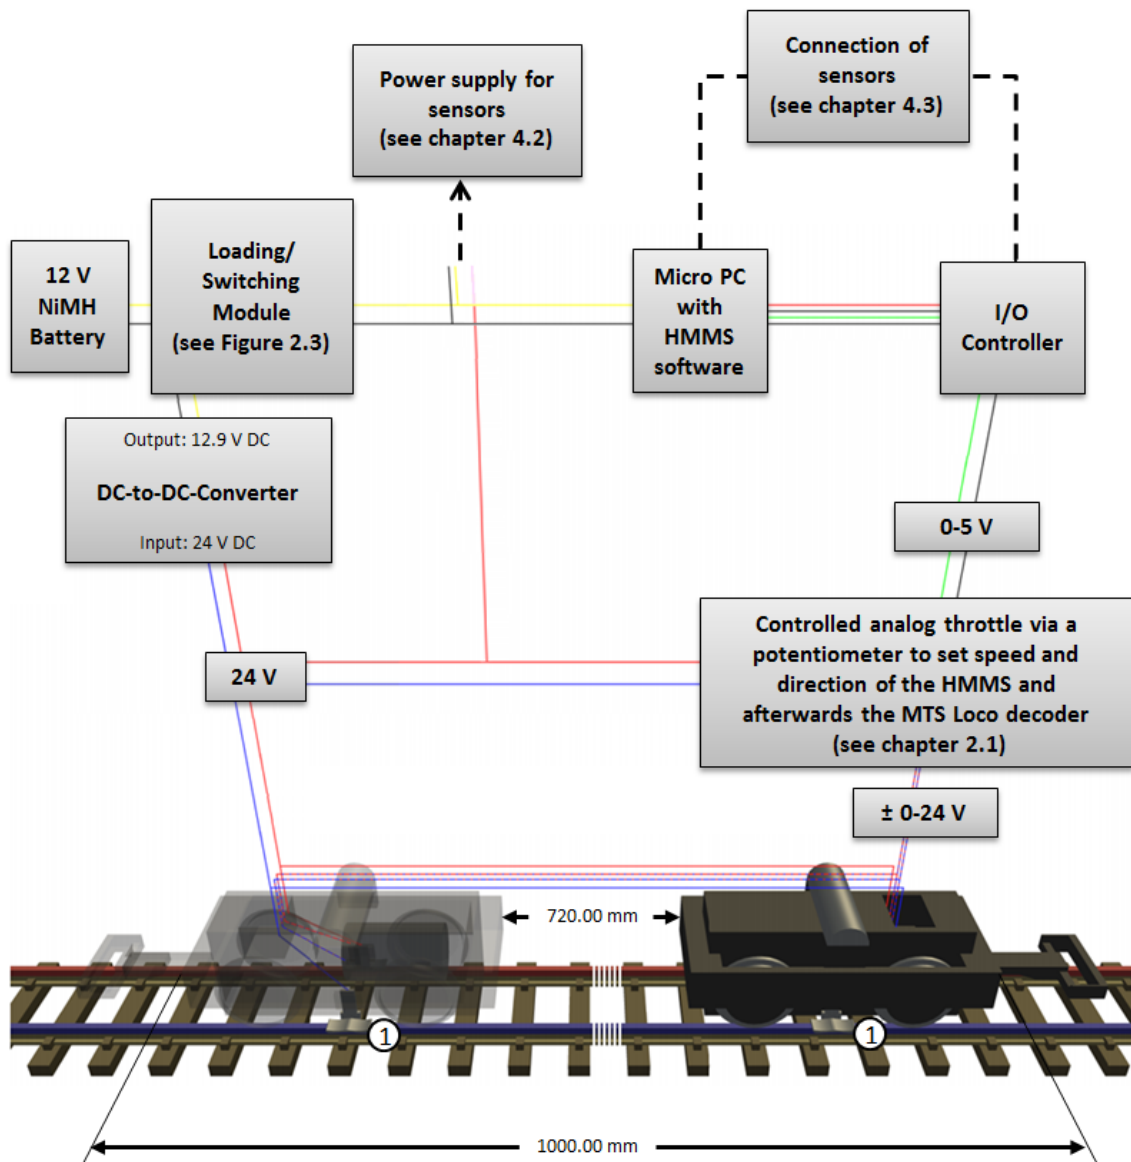 Connection of
sensors
(see chapter 4.3)
Power supply for
sensors
(see chapter 4.2)
12 V
NiMH
Battery
Loading/
Switching
Module
(see Figure 2.3)
Micro PC
with
HMMS
software
I/O
Controller
Output: 12.9 V DC
DC-to-DC-Converter
Input: 24 V DC
0-5 V
24 V
Controlled analog throttle via a
potentiometer to set speed and
direction of the HMMS and
afterwards the MTS Loco decoder
(see chapter 2.1)
± 0-24 V
720.00 mm
1
1
1000.00 mm